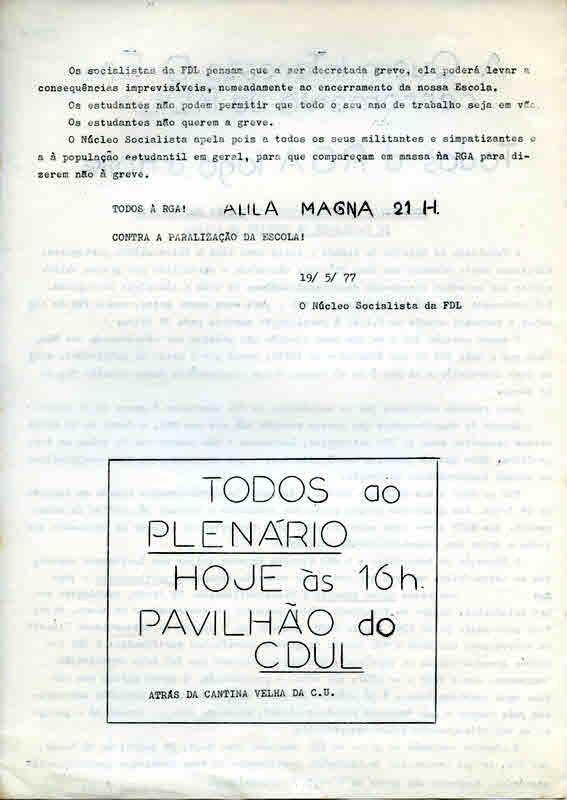 Os socialistas da FDL pensam que a ser decretada greve, ela poderá levar a
consequências imprevisíveis, nomeadamente ao encerramento da nossa Escola.
Os estudantes não podem permitir que todo o seu ano de trabalho seja em vão.
Os estudantes não querem a greve.
O Núcleo Socialista apela pois a todos os seus militantes e simpatizantes e
a à população estudantil em geral, para que compareçam em massa na RGA para di-
zerem não à greve.
TODOS À RGA! AULA MAGNA 21 H.
CONTRA A PARALIZAÇÃO DA ESCOLA!
19/ 5/ 77
O Núcleo Socialista da FDL
TODOS ao
PLENÁRIO
HOJE às 16h.
PAVILHÃO do
CDUL
ATRÁS DA CANTINA VELHA DA C.U.